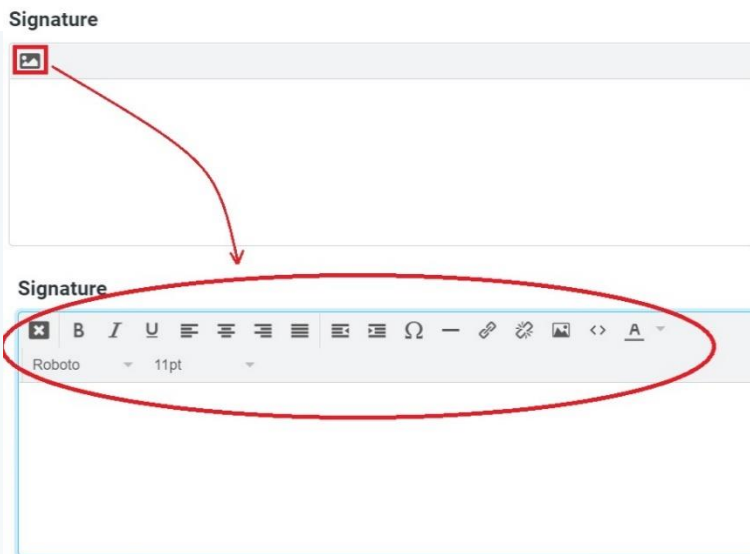 Signature
Signature
B I U Ω — <> A
Roboto 11pt